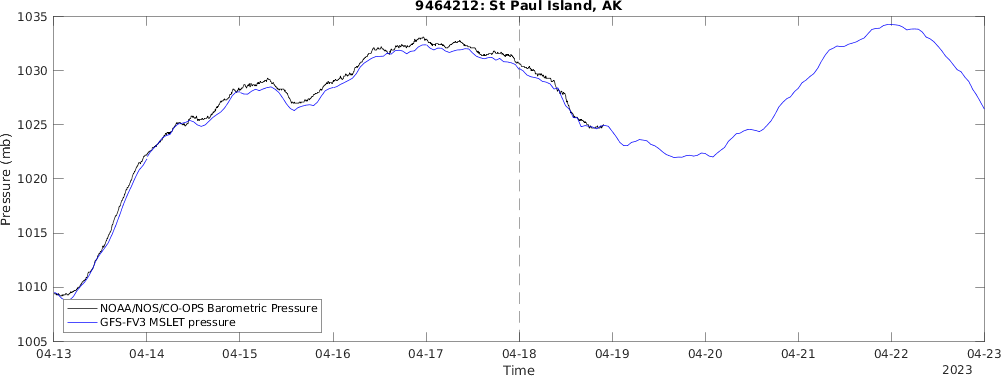 9464212: St Paul Island, AK
1035
1030
1025
1020
1015
1010
1005
Pressure (mb)
NOAA/NOS/CO-OPS Barometric Pressure
GFS-FV3 MSLET pressure
04-13 04-14 04-15 04-16 04-17 04-18 04-19 04-20 04-21 04-22 04-23
Time
2023